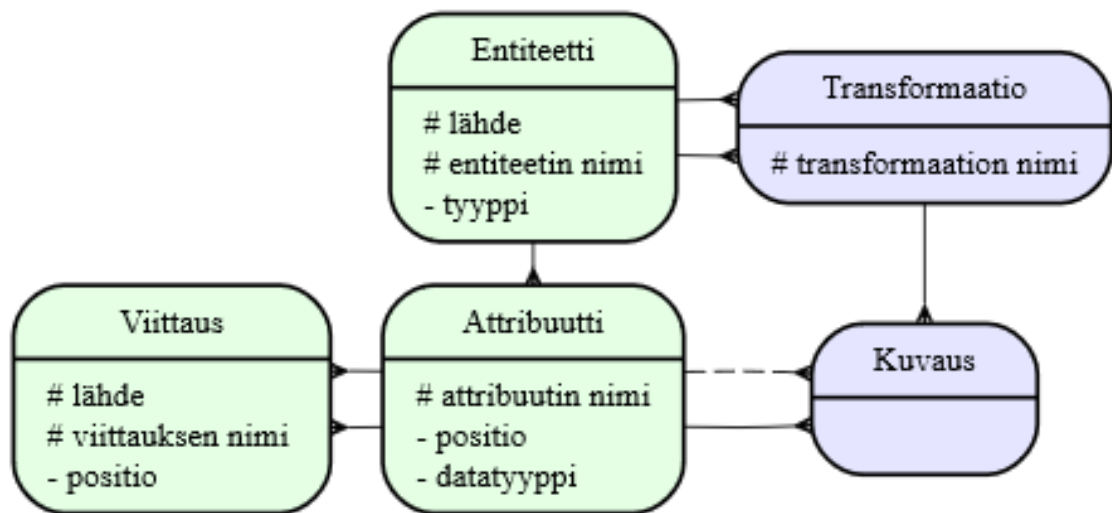 Entiteetti
# lähde
# entiteetin nimi
- tyyppi
Transformaatio
# transformaation nimi
Viittaus
# lähde
# viittauksen nimi
- positio
Attribuutti
# attribuutin nimi
- positio
- datatyyppi
Kuvaus